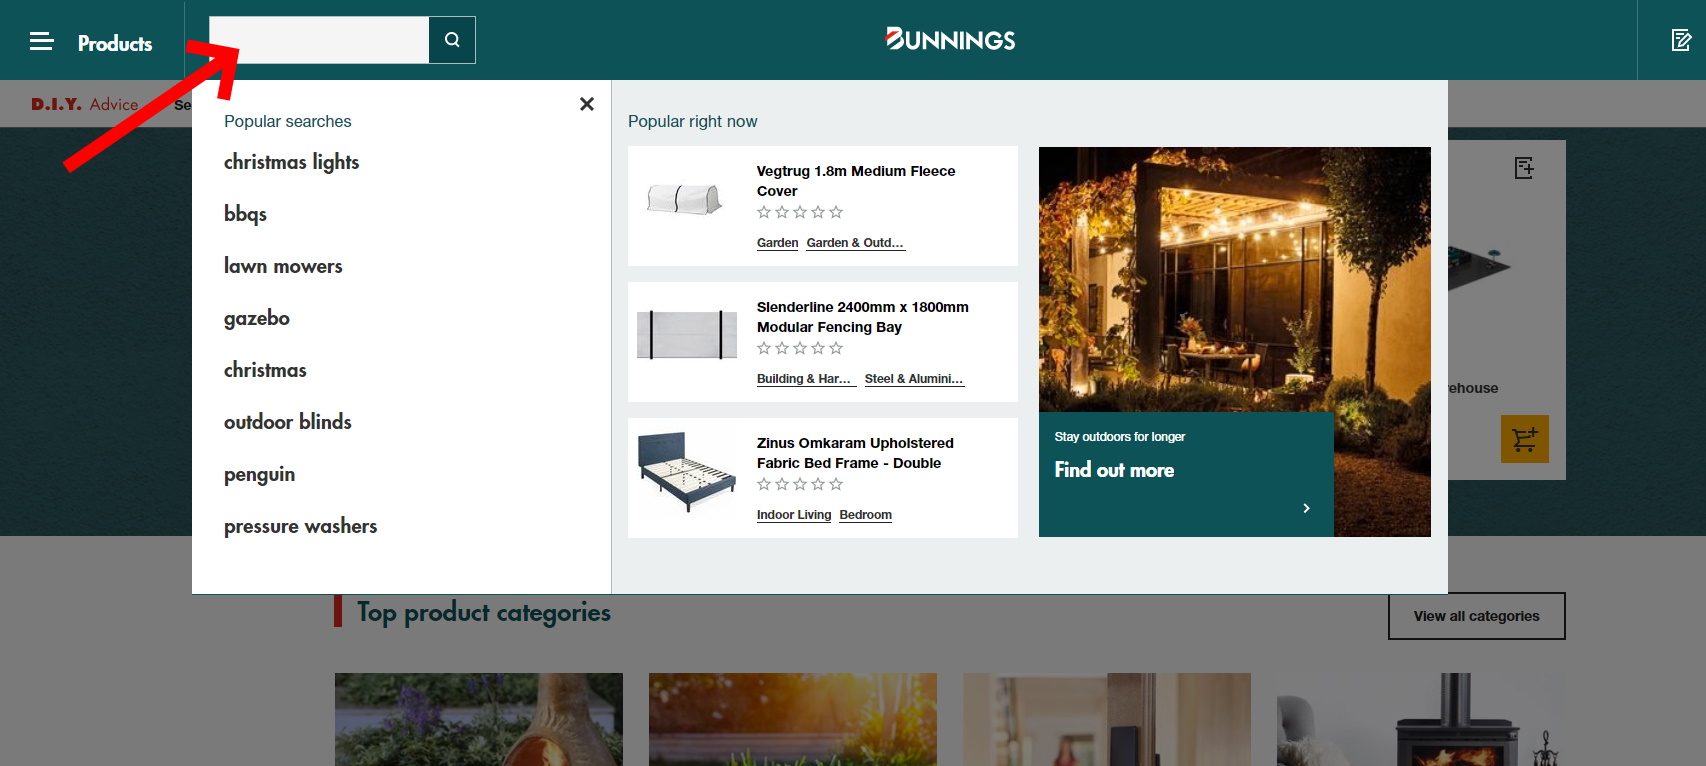 Products
BUNNINGS
D.I.Y. Advice
Se
Popular searches
christmas lights
bbqs
lawn mowers
gazebo
christmas
outdoor blinds
penguin
pressure washers
Popular right now
Vegtrug 1.8m Medium Fleece
Cover
Garden Garden & Outd...
Slenderline 2400mm x 1800mm
Modular Fencing Bay
Building & Har... Steel & Alumini...
Zinus Omkaram Upholstered
Fabric Bed Frame - Double
Indoor Living Bedroom
Stay outdoors for longer
Find out more
ehouse
Top product categories
View all categories